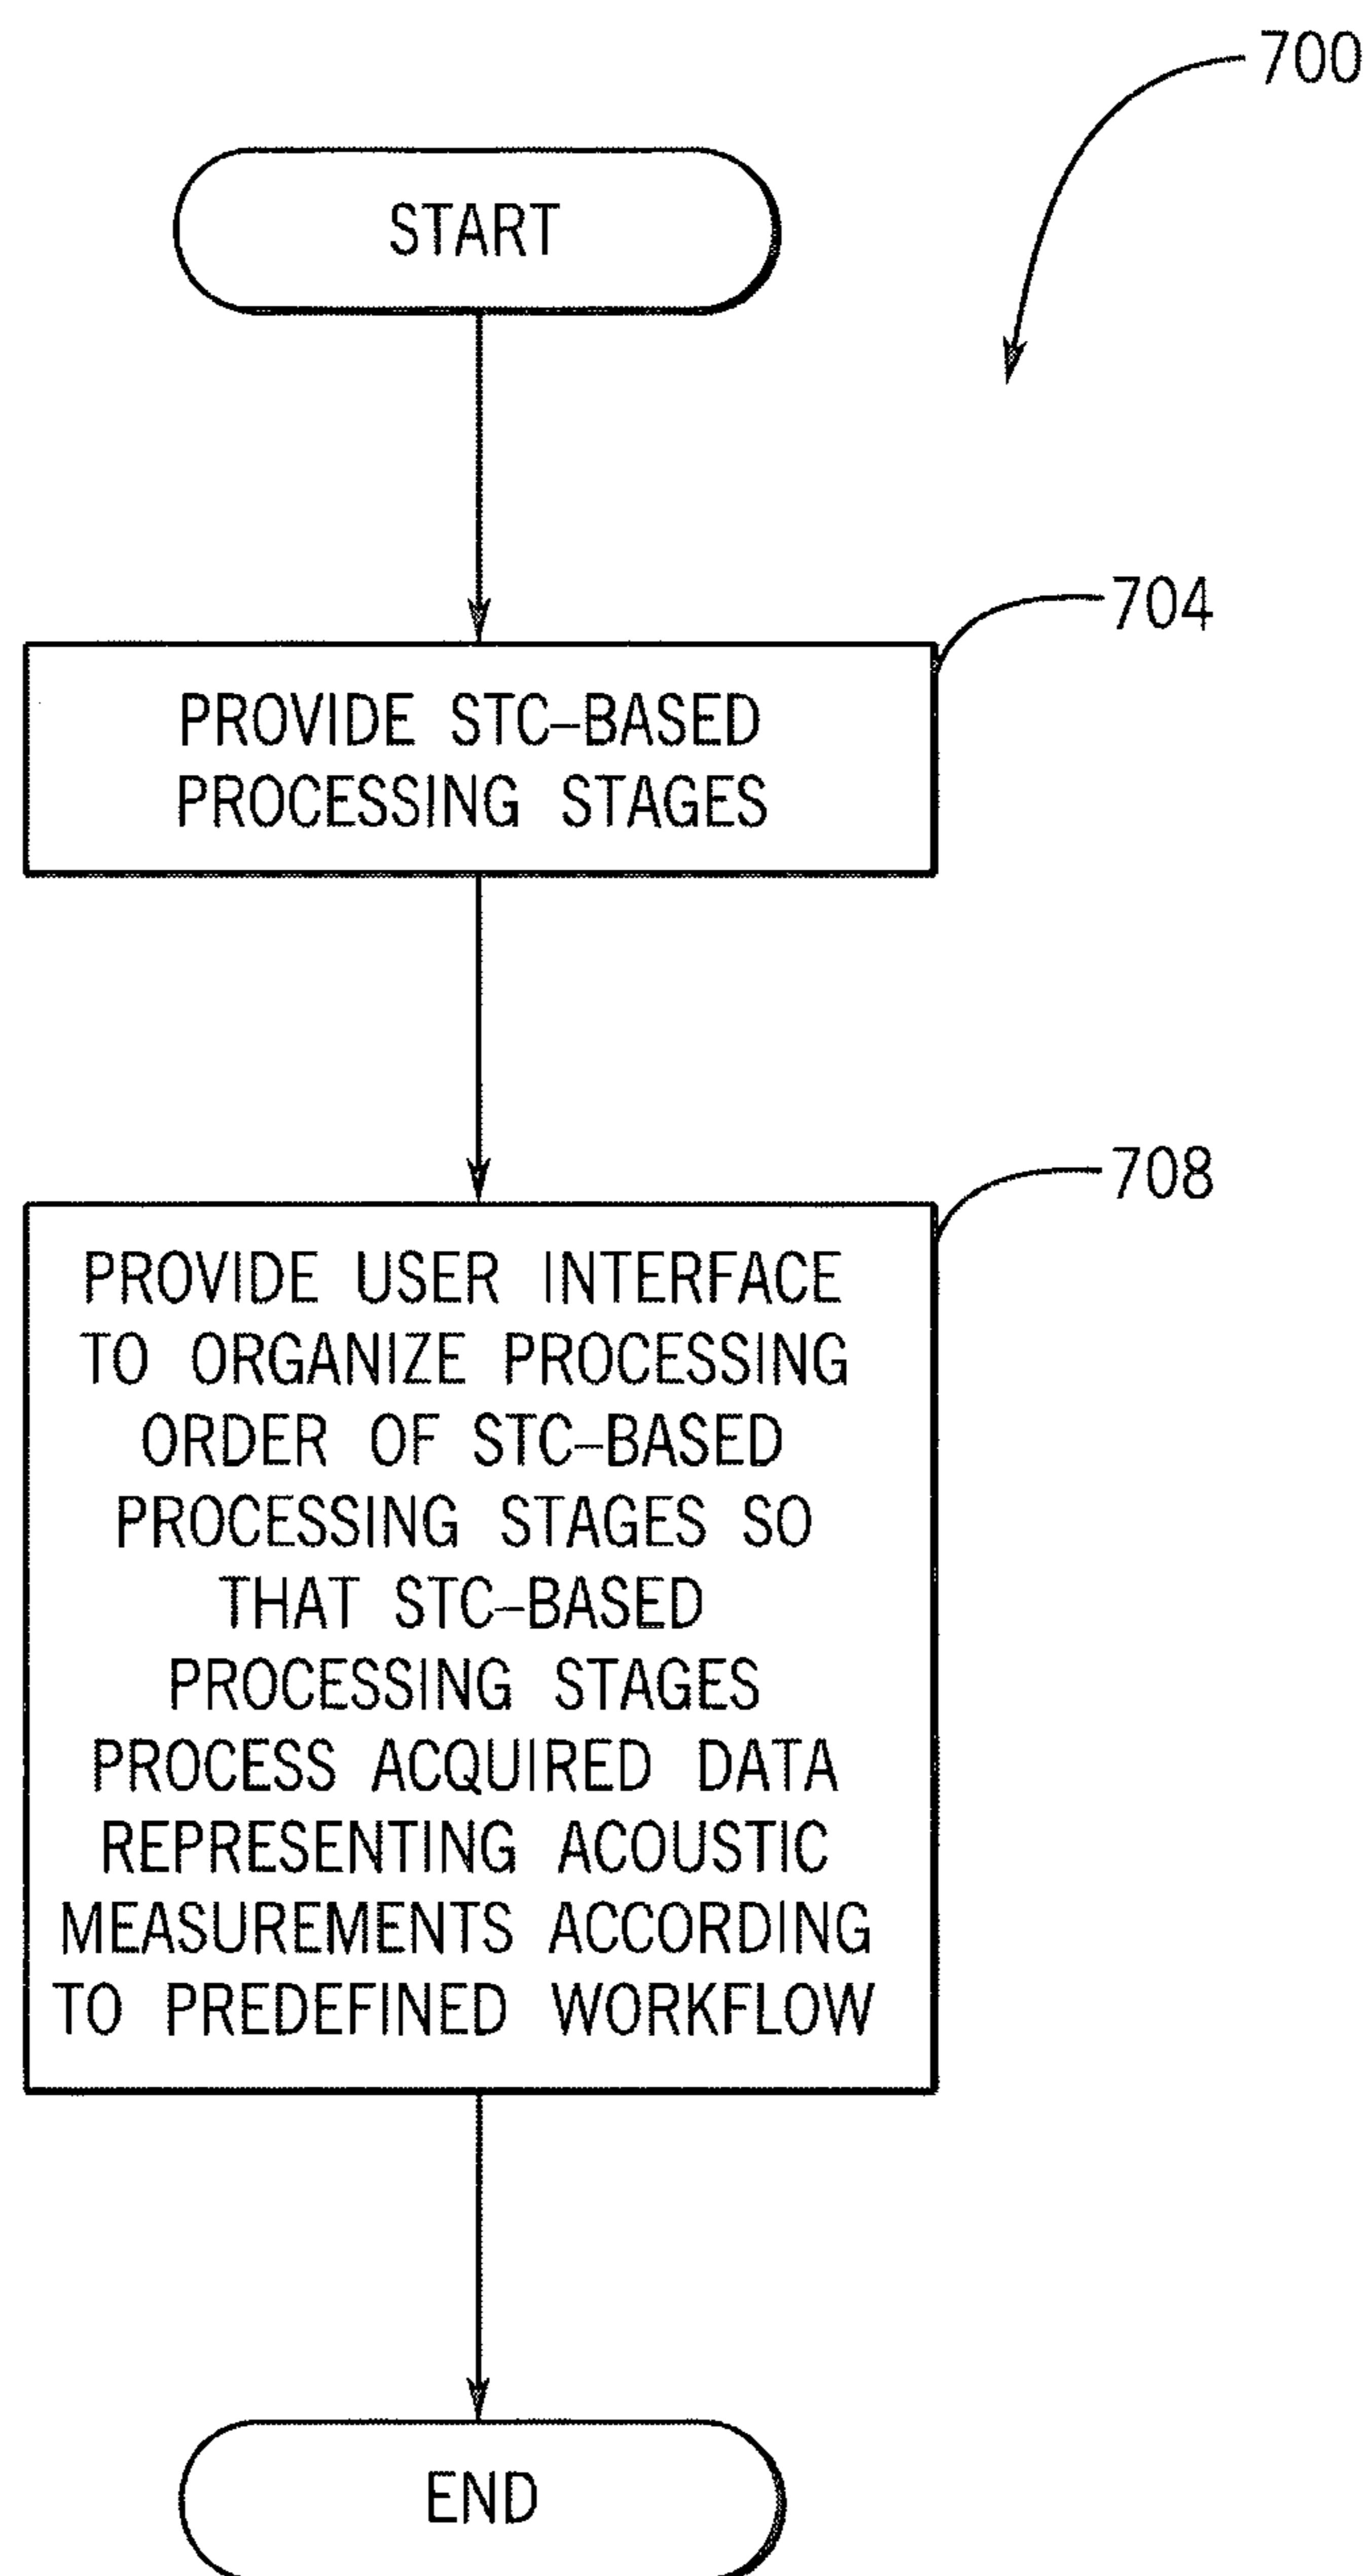 700
START
704
PROVIDE STC-BASED
PROCESSING STAGES
708
PROVIDE USER INTERFACE
TO ORGANIZE PROCESSING
ORDER OF STC-BASED
PROCESSING STAGES SO
THAT STC-BASED
PROCESSING STAGES
PROCESS ACQUIRED DATA
REPRESENTING ACOUSTIC
MEASUREMENTS ACCORDING
TO PREDEFINED WORKFLOW
END